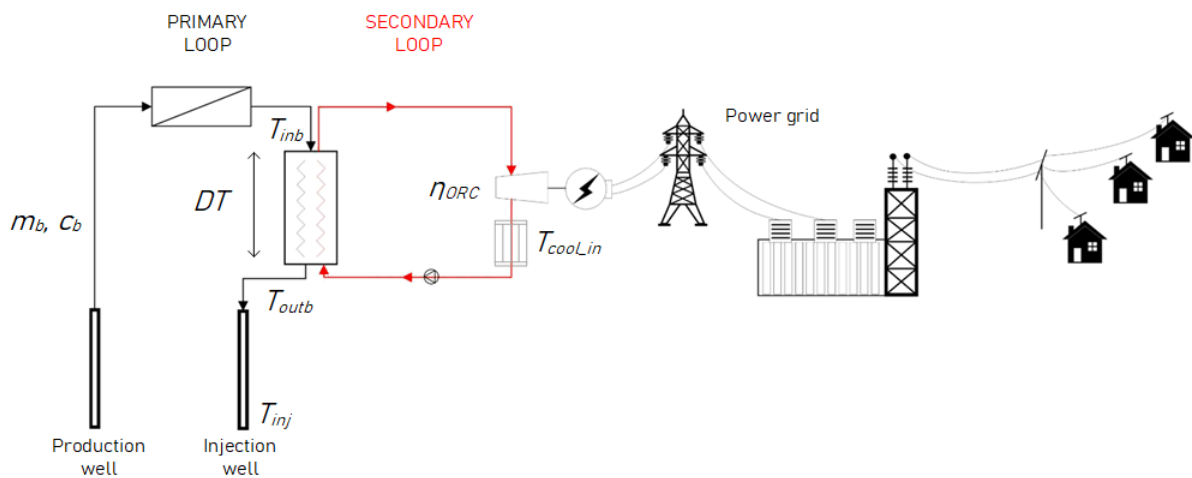 PRIMARY
LOOP
SECONDARY
LOOP
Tinb
DT
mb, cb
ηORC
Tcool_in
Toutb
Tinj
Power grid
Production
well
Injection
well